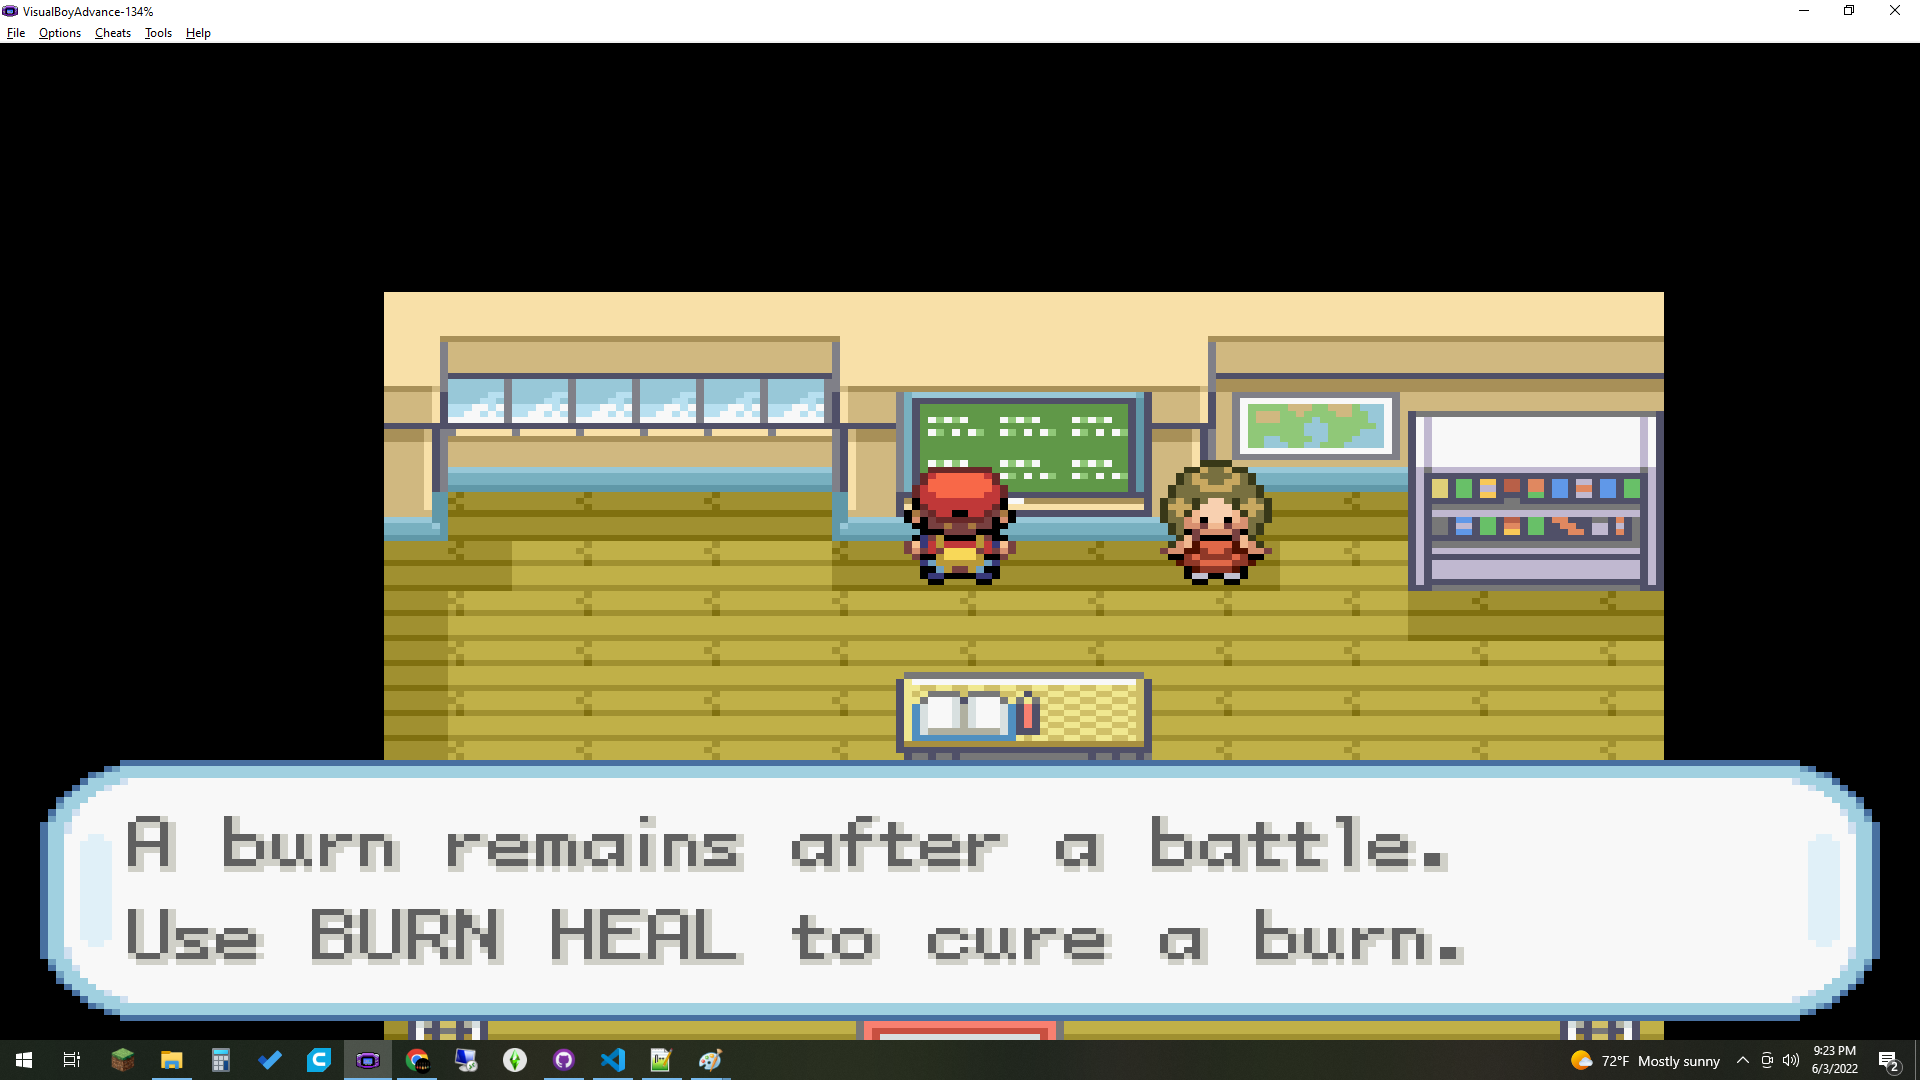 VisualBoyAdvance-134%
File Options Cheats Tools Help
A burn remains after a battle.
Use BURN HEAL to cure a burn.
72°F Mostly sunny
9:23 PM
6/3/2022
2